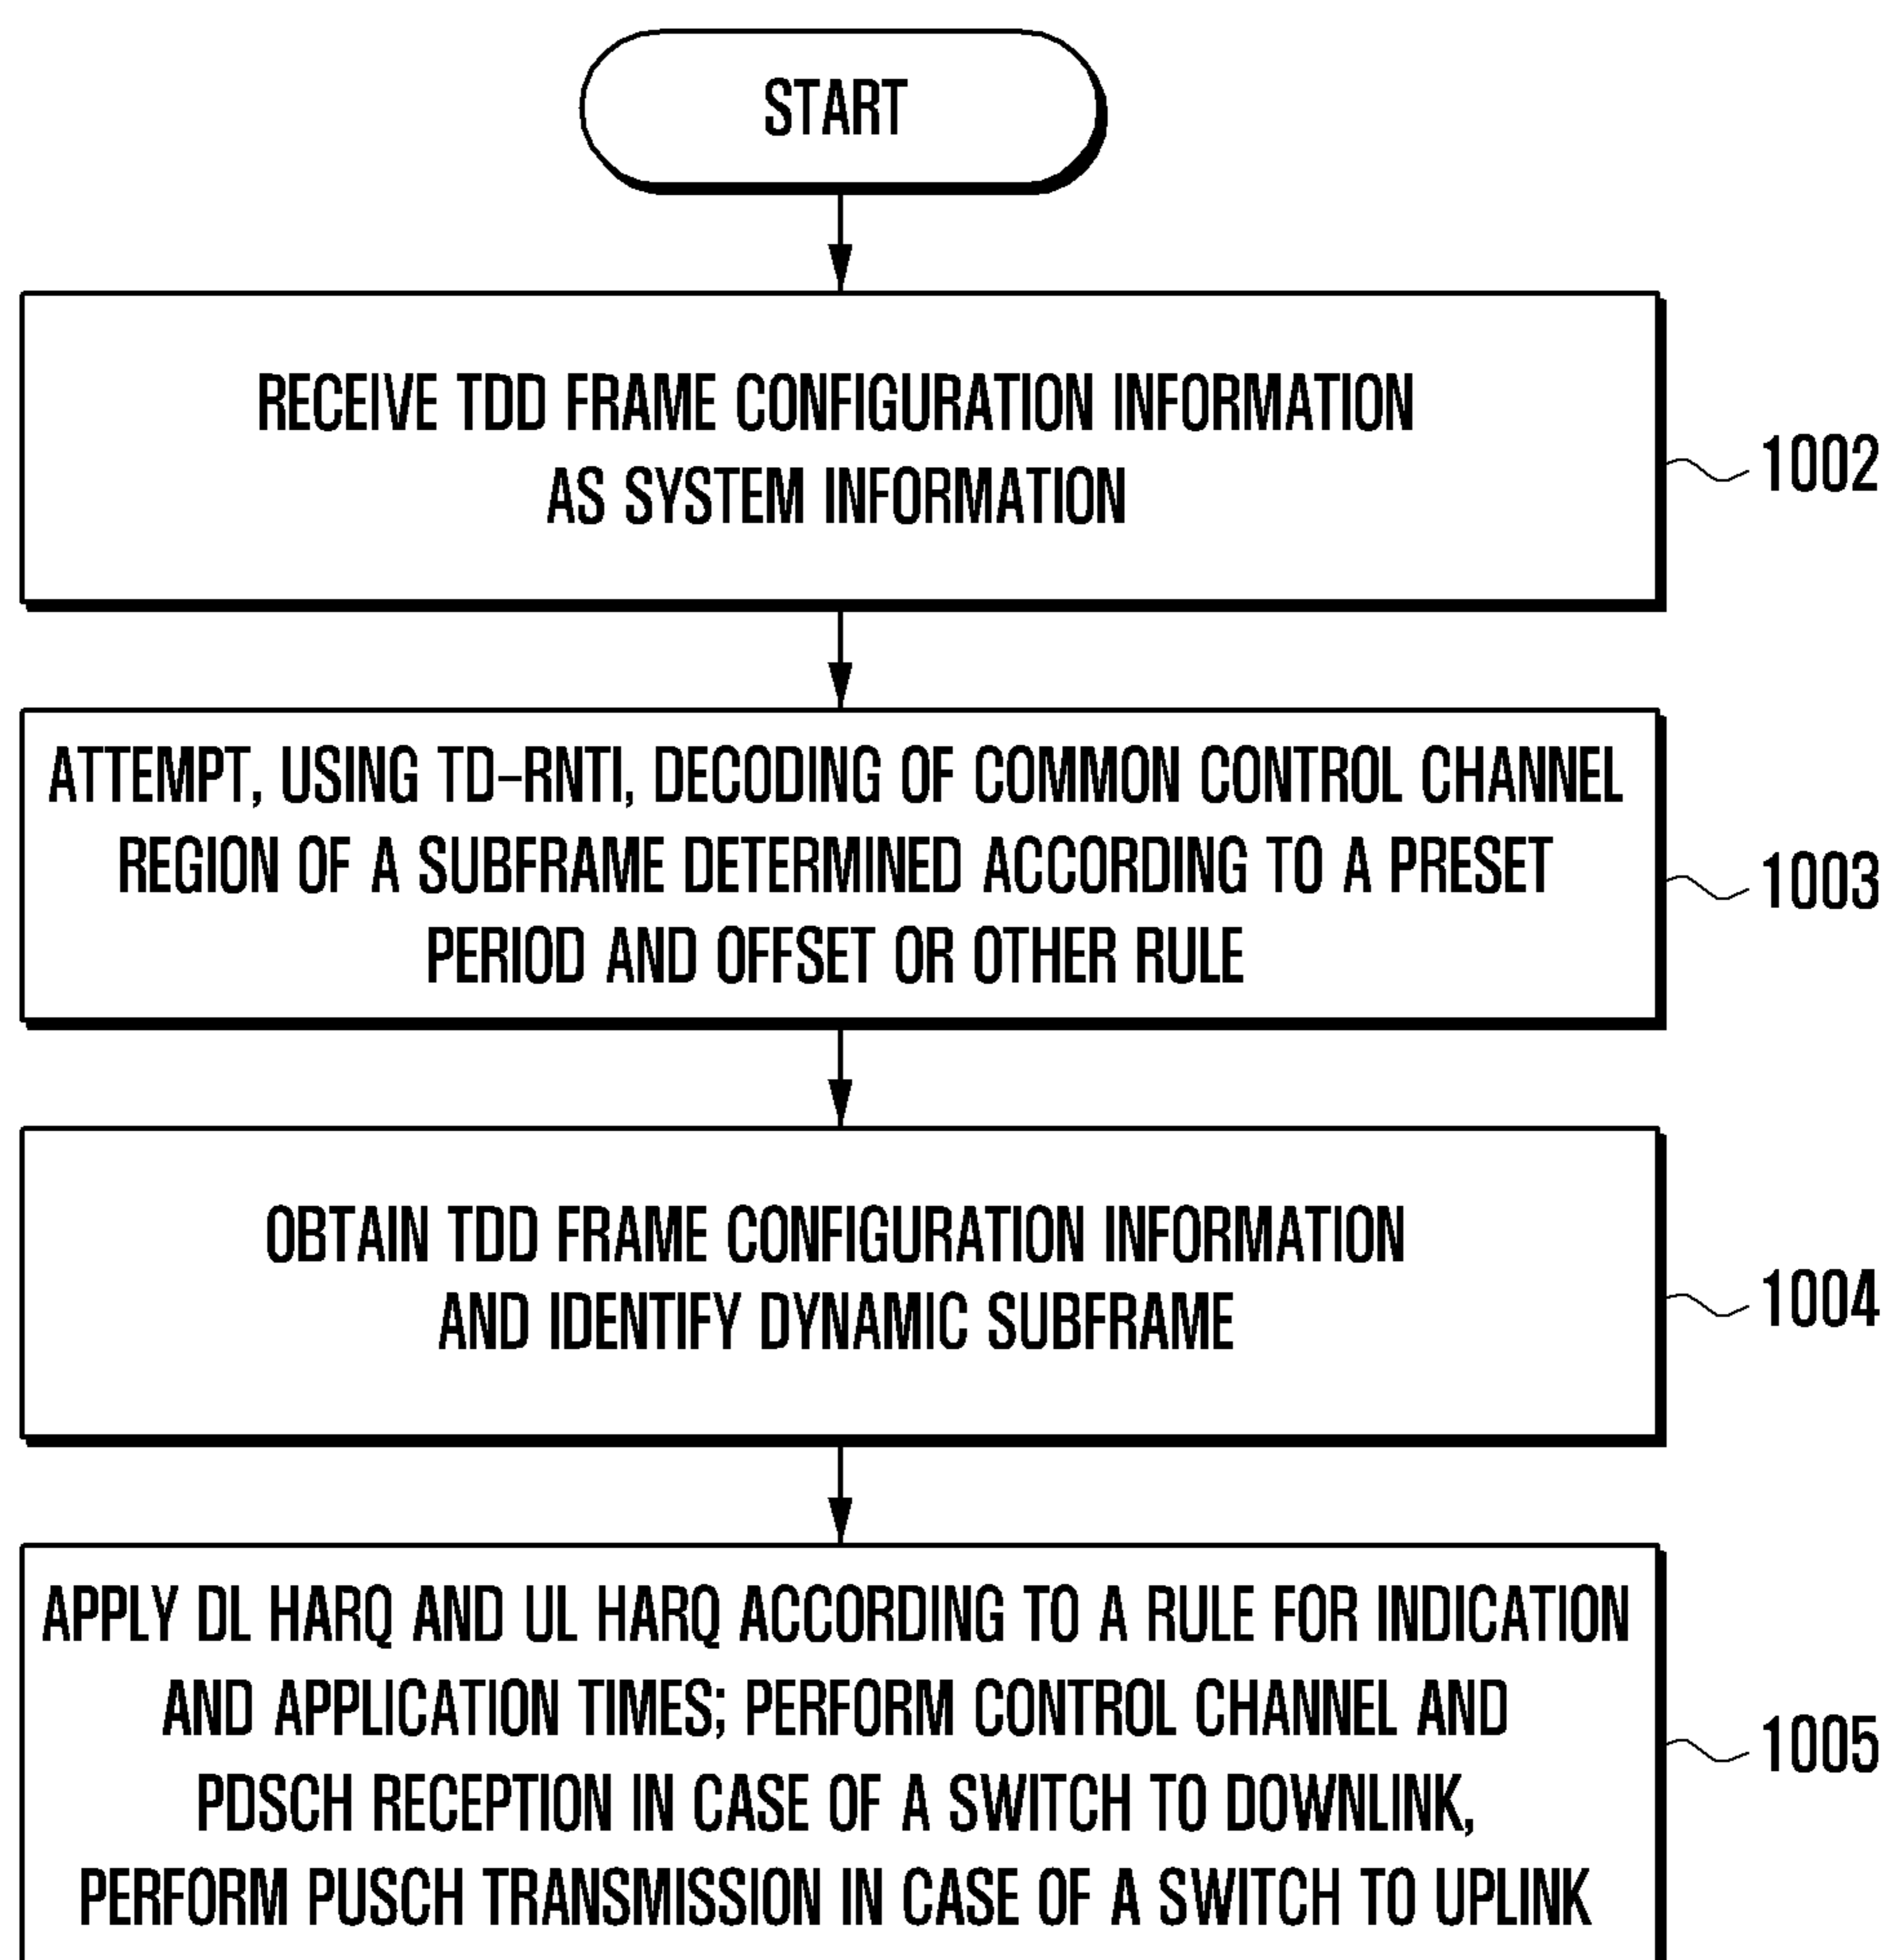 START
RECEIVE TDD FRAME CONFIGURATION INFORMATION
AS SYSTEM INFORMATION
1002
ATTEMPT, USING TD-RNTI, DECODING OF COMMON CONTROL CHANNEL
REGION OF A SUBFRAME DETERMINED ACCORDING TO A PRESET
PERIOD AND OFFSET OR OTHER RULE
1003
OBTAIN TDD FRAME CONFIGURATION INFORMATION
AND IDENTIFY DYNAMIC SUBFRAME
1004
APPLY DL HARQ AND UL HARQ ACCORDING TO A RULE FOR INDICATION
AND APPLICATION TIMES; PERFORM CONTROL CHANNEL AND
PDSCH RECEPTION IN CASE OF A SWITCH TO DOWNLINK,
PERFORM PUSCH TRANSMISSION IN CASE OF A SWITCH TO UPLINK
1005